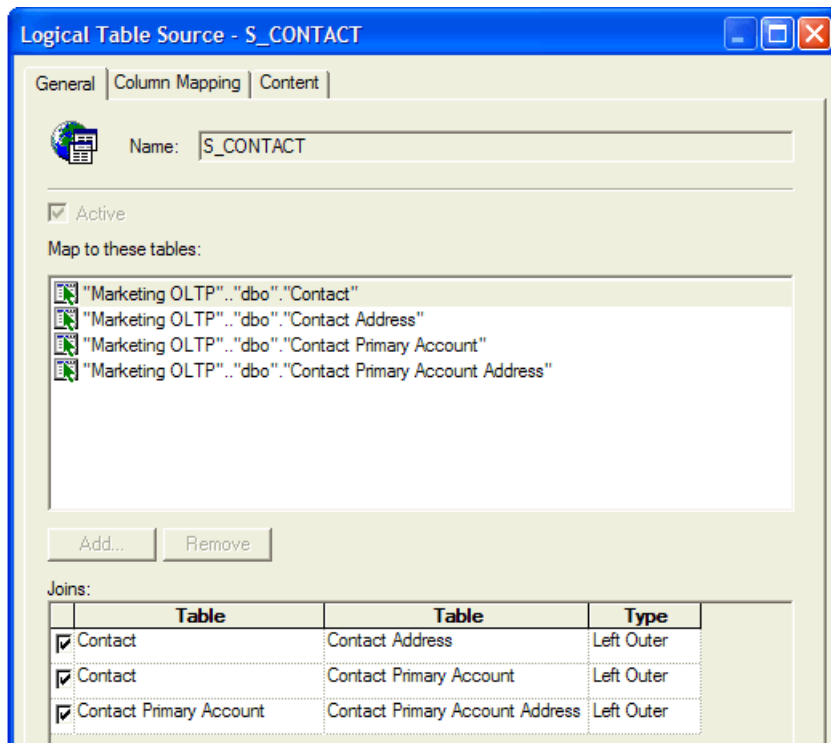 Logical Table Source - S_CONTACT
General Column Mapping Content
Name: S_CONTACT
Active
Map to these tables:
"Marketing OLTP".."dbo"."Contact"
"Marketing OLTP".."dbo"."Contact Address"
"Marketing OLTP".."dbo"."Contact Primary Account"
"Marketing OLTP".."dbo"."Contact Primary Account Address"
Add... Remove
Joins:
Table Table Type
Contact Contact Address Left Outer
Contact Contact Primary Account Left Outer
Contact Primary Account Contact Primary Account Address Left Outer